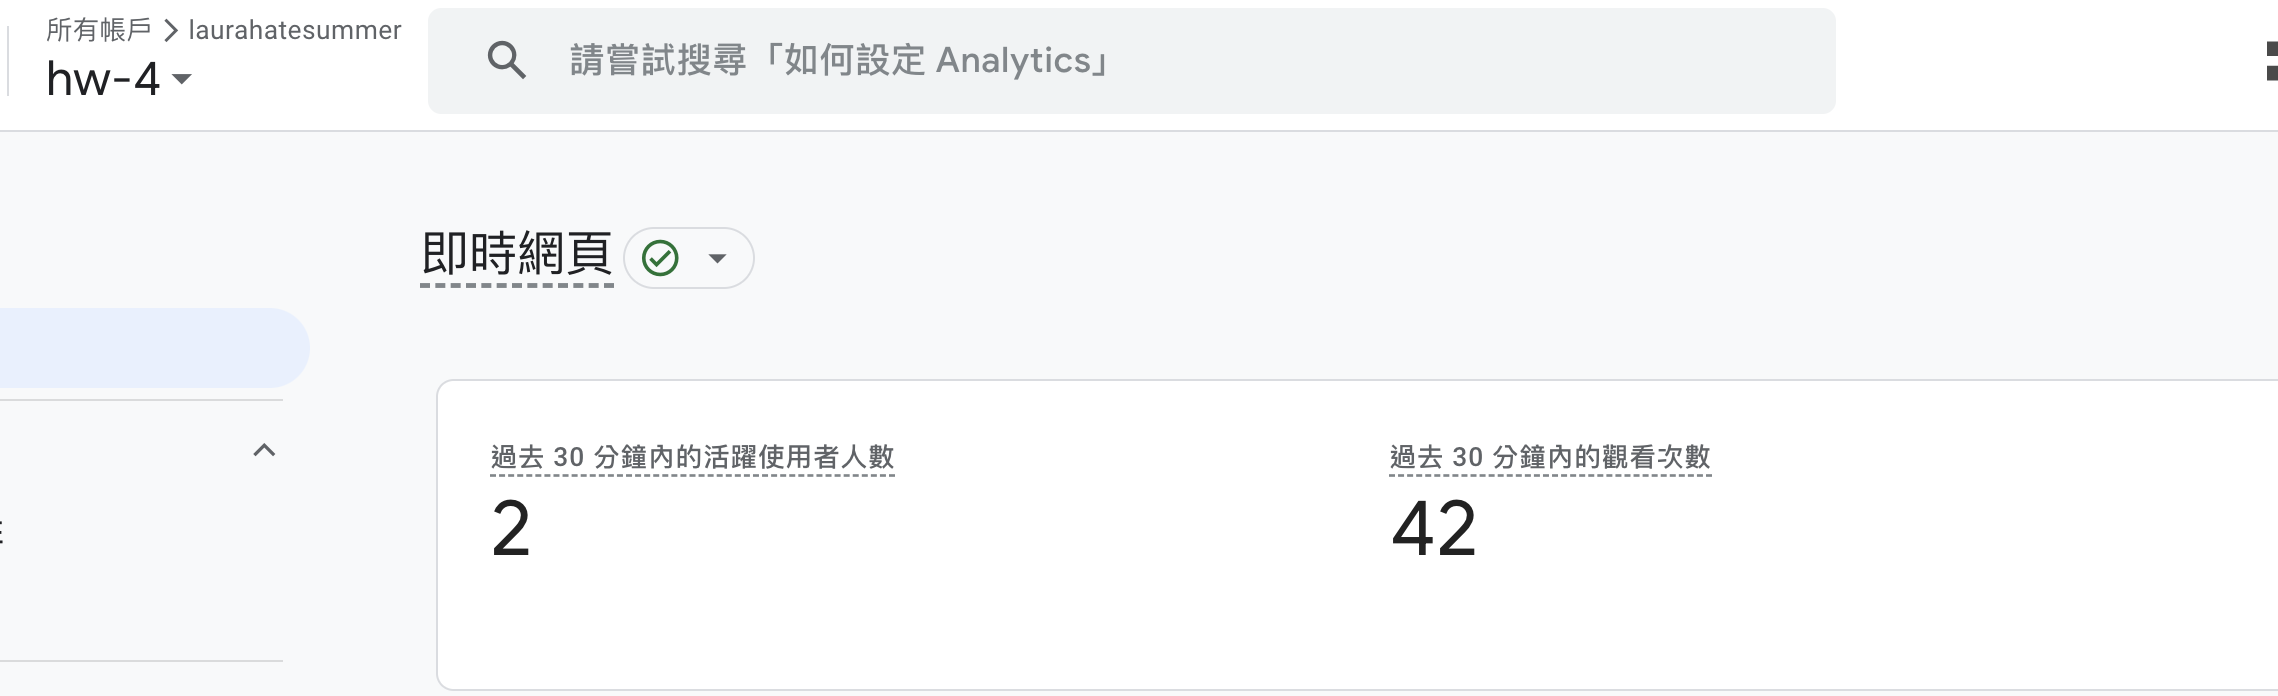 所有帳戶 > laurahatesummer
hw-4
請嘗試搜尋「如何設定 Analytics」
即時網頁
過去 30 分鐘內的活躍使用者人數
2
過去 30 分鐘內的觀看次數
42